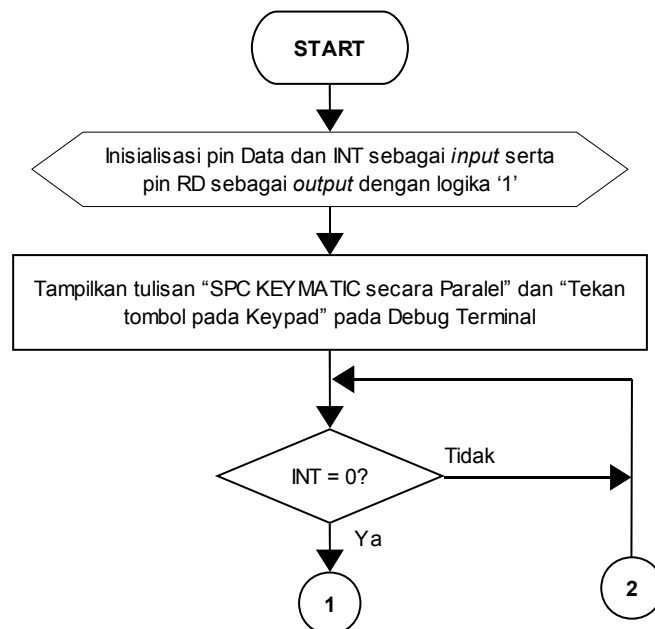 START
Inisialisasi pin Data dan INT sebagai input serta
pin RD sebagai output dengan logika ‘1’
Tampilkan tulisan “SPC KEYMATIC secara Paralel” dan “Tekan
tombol pada Keypad” pada Debug Terminal
INT = 0?
Tidak
Ya
1
2